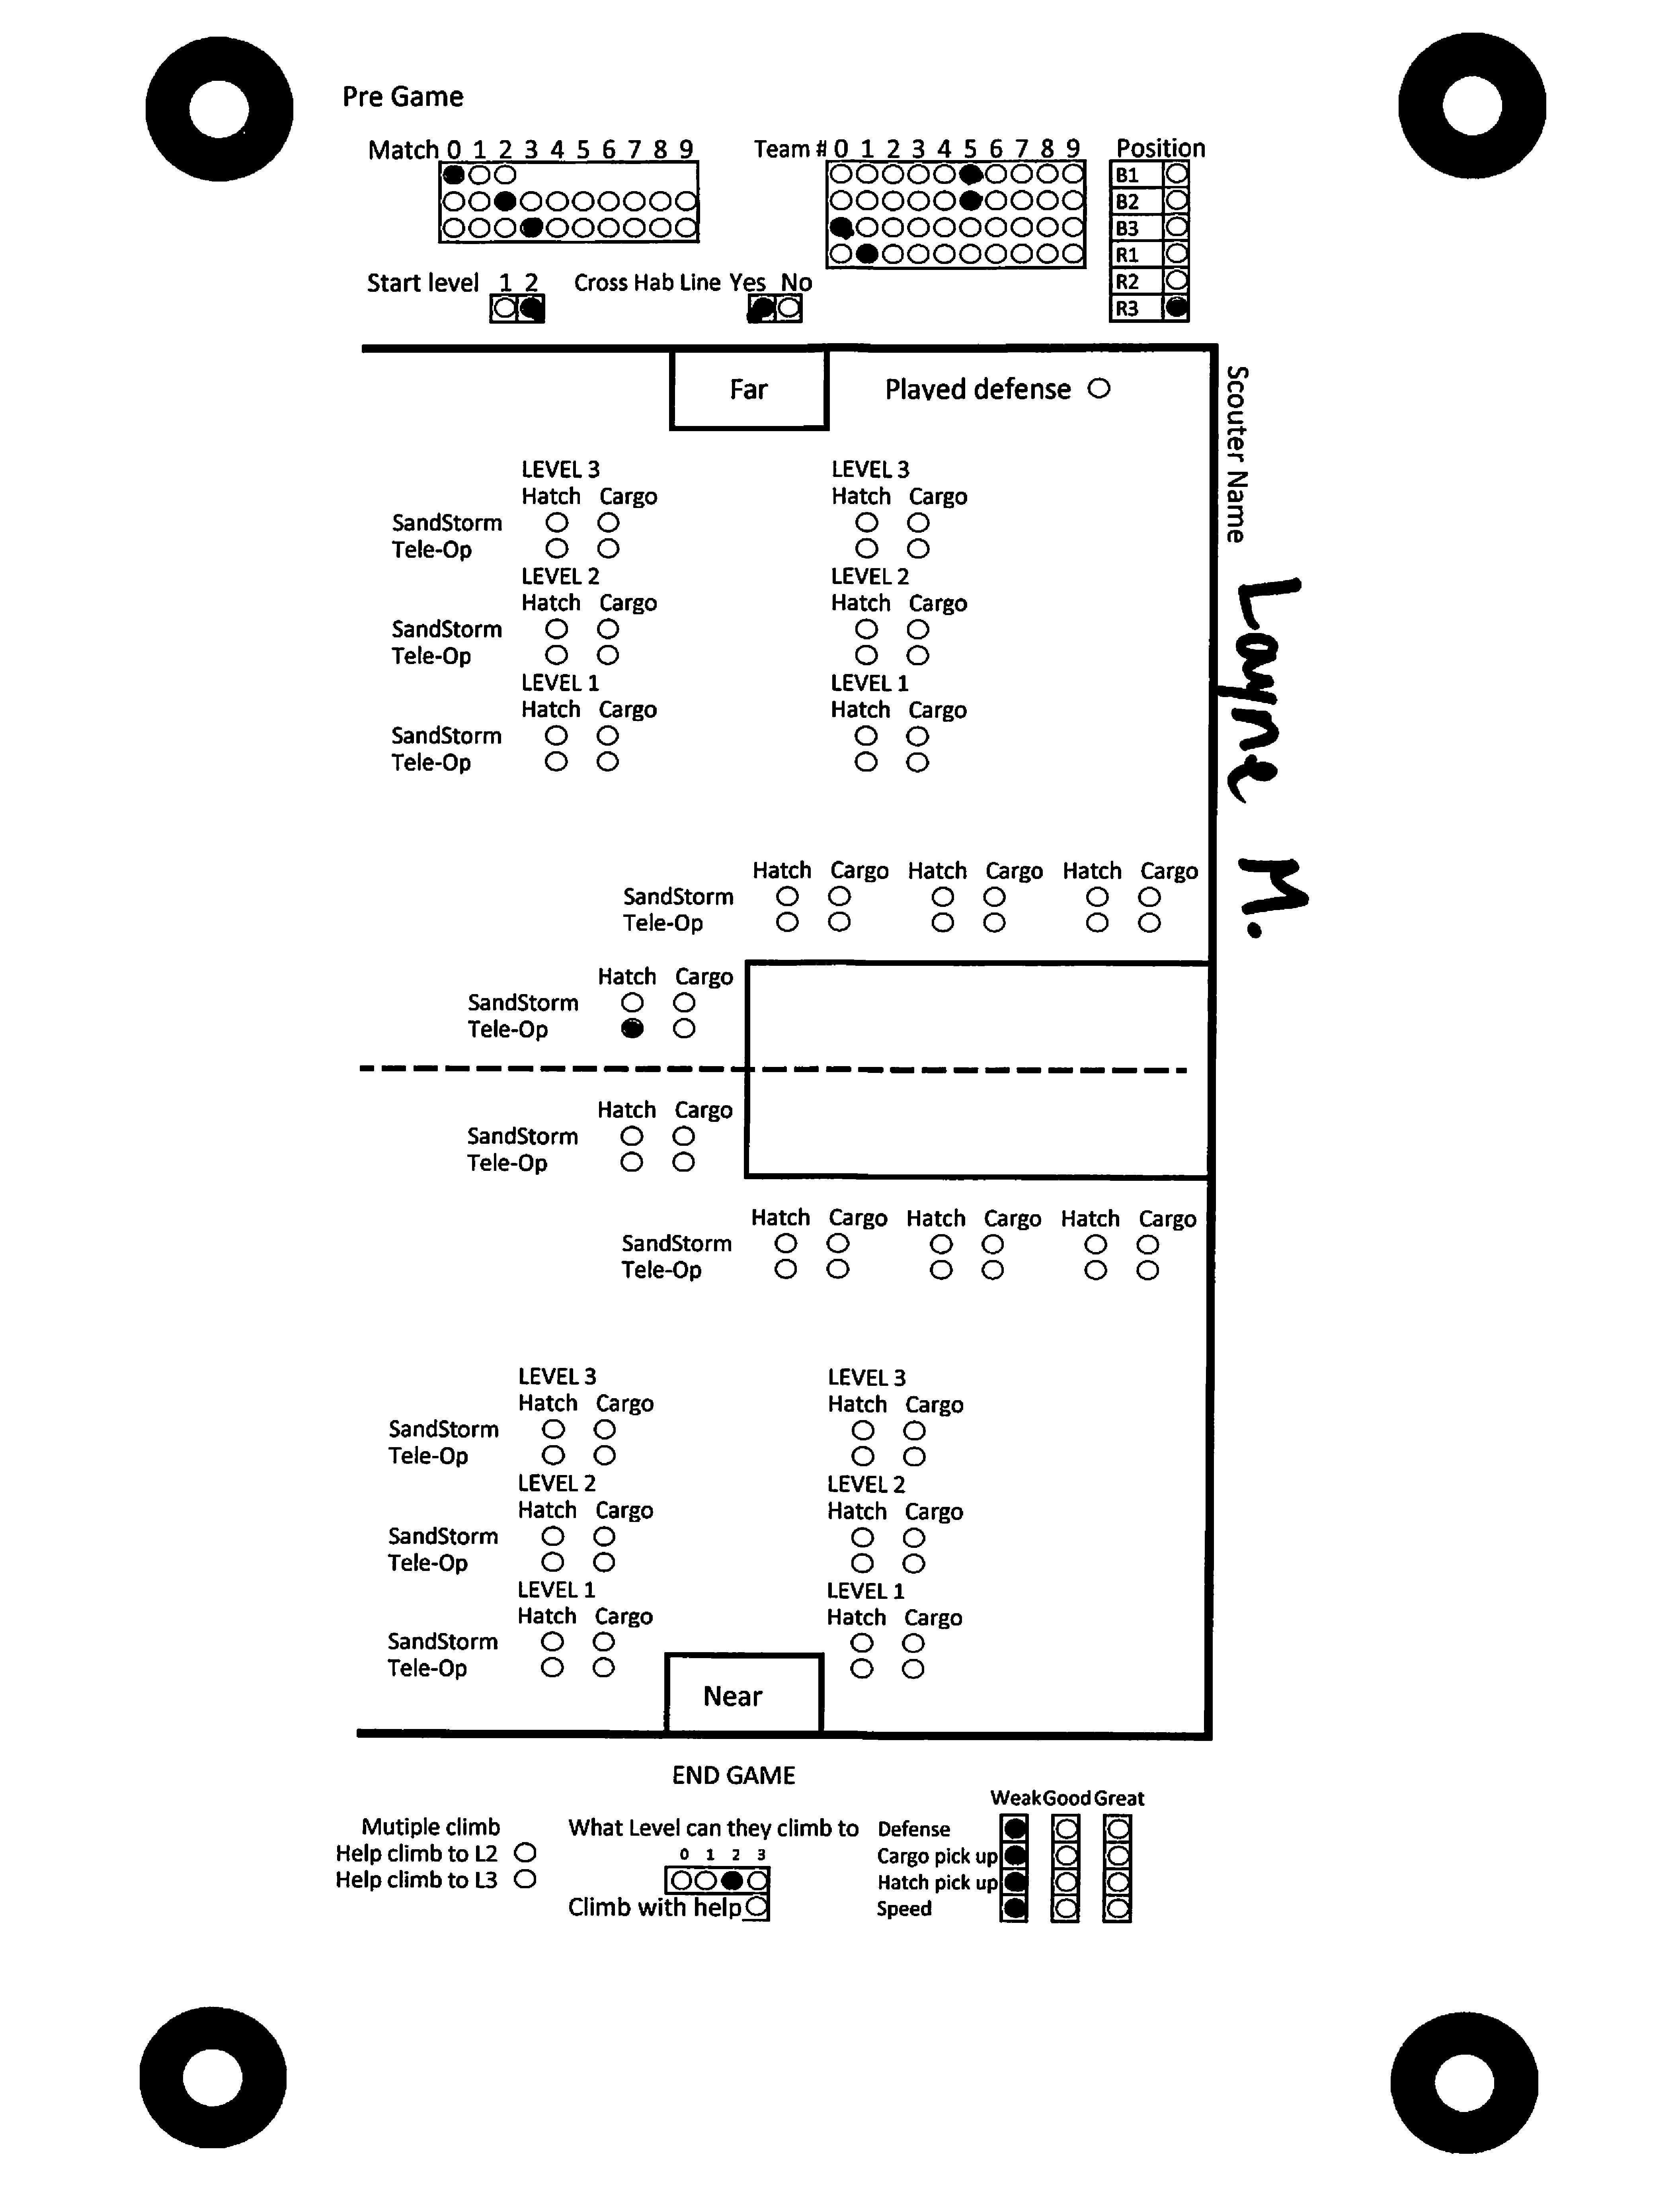 Pre Game
Match 0 1 2 3 4 5 6 7 8 9
Team # 0 1 2 3 4 5 6 7 8 9
Position
B1
B2
B3
R1
R2
R3
Start level 1 2
Cross Hab Line Yes No
Far
Plaved defense
Scouter Name
Layne M.
LEVEL 3 LEVEL 3
Hatch Cargo Hatch Cargo
SandStorm
Tele-Op
LEVEL 2 LEVEL 2
Hatch Cargo Hatch Cargo
SandStorm
Tele-Op
LEVEL 1 LEVEL 1
Hatch Cargo Hatch Cargo
SandStorm
Tele-Op
Hatch Cargo Hatch Cargo Hatch Cargo
SandStorm
Tele-Op
Hatch Cargo
SandStorm
Tele-Op
Hatch Cargo
SandStorm
Tele-Op
Hatch Cargo Hatch Cargo Hatch Cargo
SandStorm
Tele-Op
LEVEL 3 LEVEL 3
Hatch Cargo Hatch Cargo
SandStorm
Tele-Op
LEVEL 2 LEVEL 2
Hatch Cargo Hatch Cargo
SandStorm
Tele-Op
LEVEL 1 LEVEL 1
Hatch Cargo Hatch Cargo
SandStorm
Tele-Op
Near
END GAME
Mutiple climb
Help climb to L2
Help climb to L3
What Level can they climb to
0 1 2 3
Climb with help
Weak Good Great
Defense
Cargo pick up
Hatch pick up
Speed